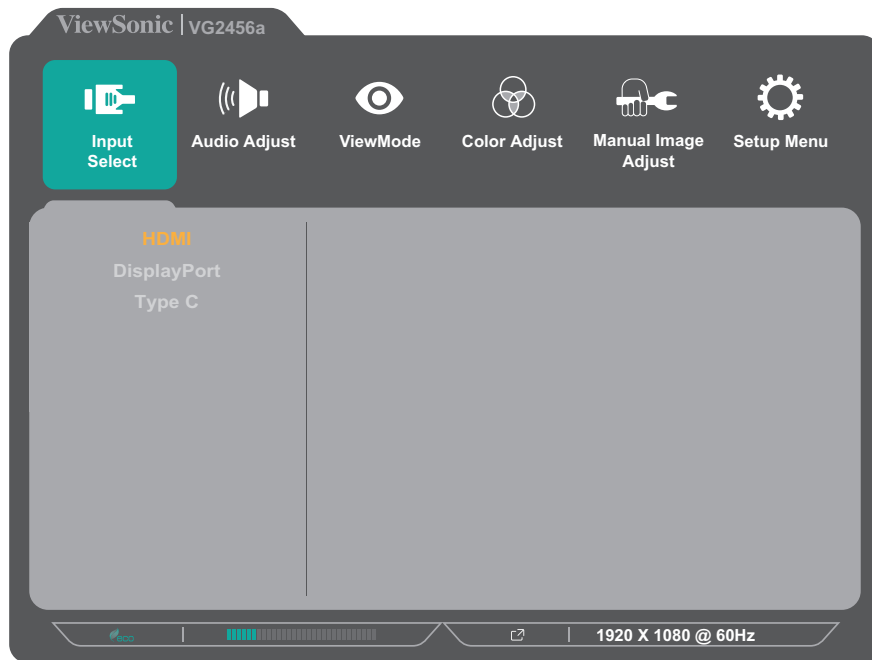 ViewSonic | VG2456a
Input
Select
Audio Adjust
ViewMode
Color Adjust
Manual Image
Adjust
Setup Menu
HDMI
DisplayPort
Type C
eco
1920 X 1080 @ 60Hz